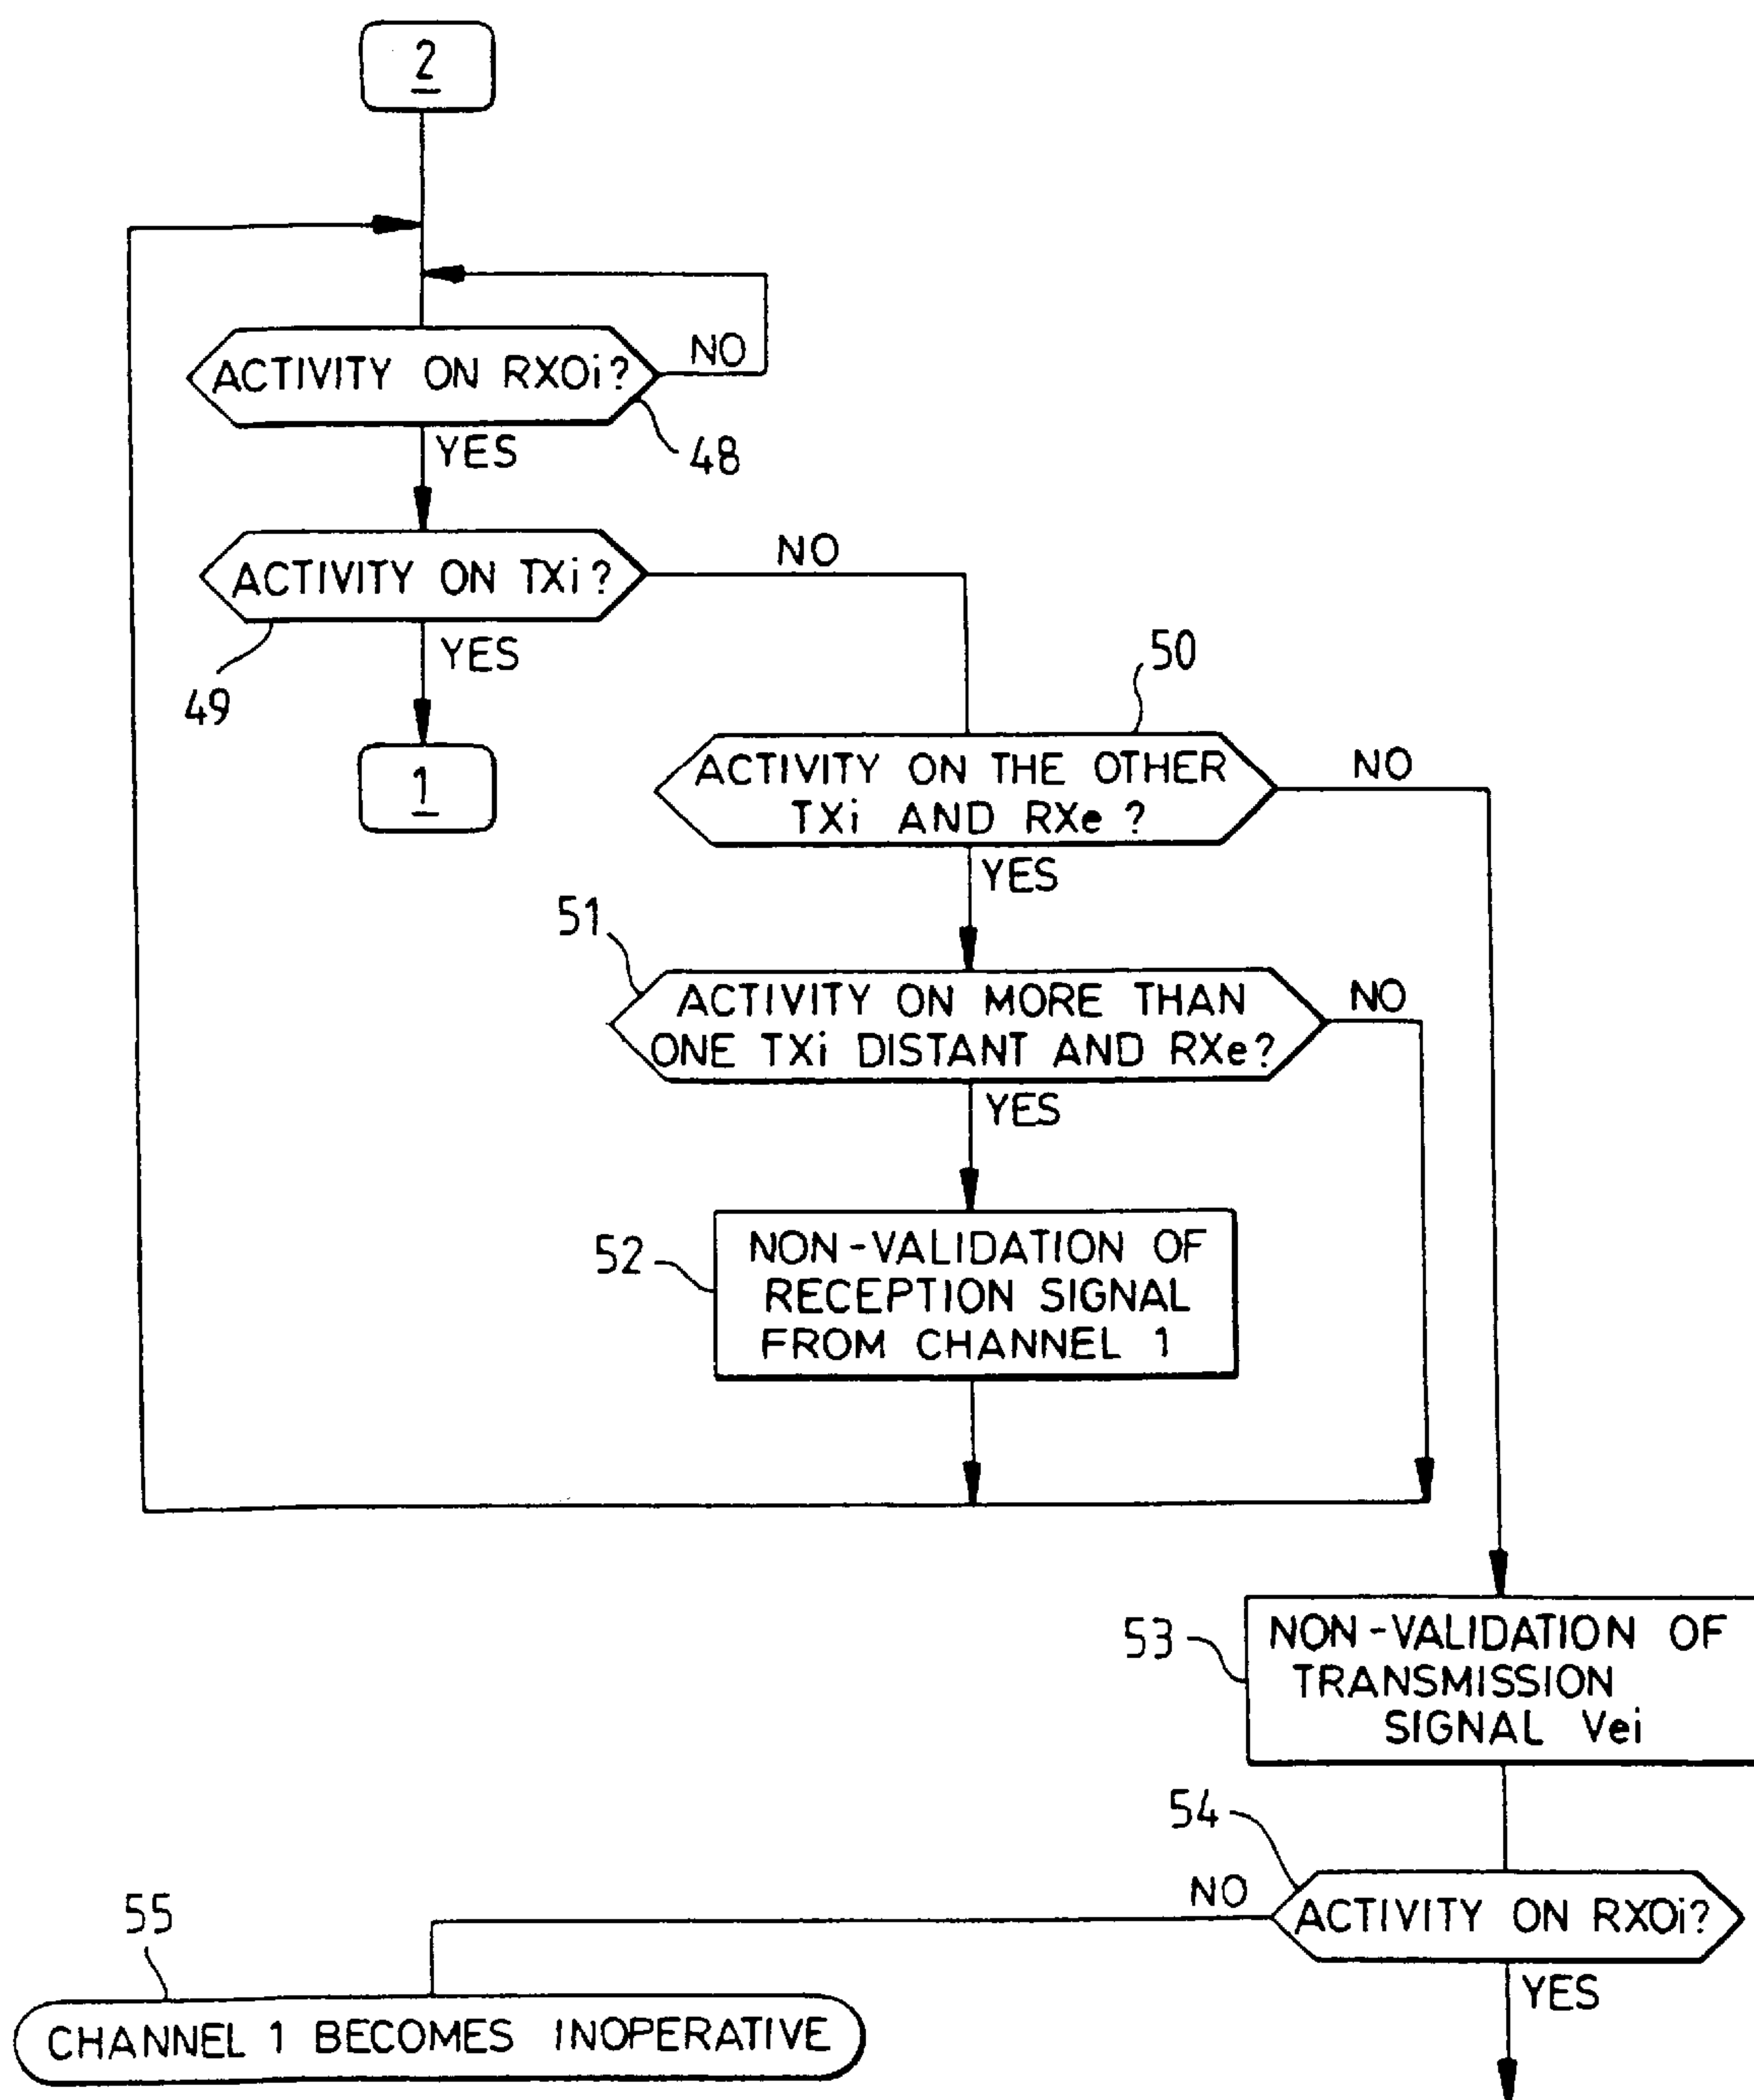 2
ACTIVITY ON RXOi?
NO
48
YES
ACTIVITY ON TXi?
NO
49
YES
1
50
ACTIVITY ON THE OTHER
TXi AND RXe ?
NO
YES
51
ACTIVITY ON MORE THAN
ONE TXi DISTANT AND RXe?
NO
YES
52
NON-VALIDATION OF
RECEPTION SIGNAL
FROM CHANNEL 1
53
NON-VALIDATION OF
TRANSMISSION
SIGNAL Vei
54
NO
ACTIVITY ON RXOi?
YES
55
CHANNEL 1 BECOMES INOPERATIVE